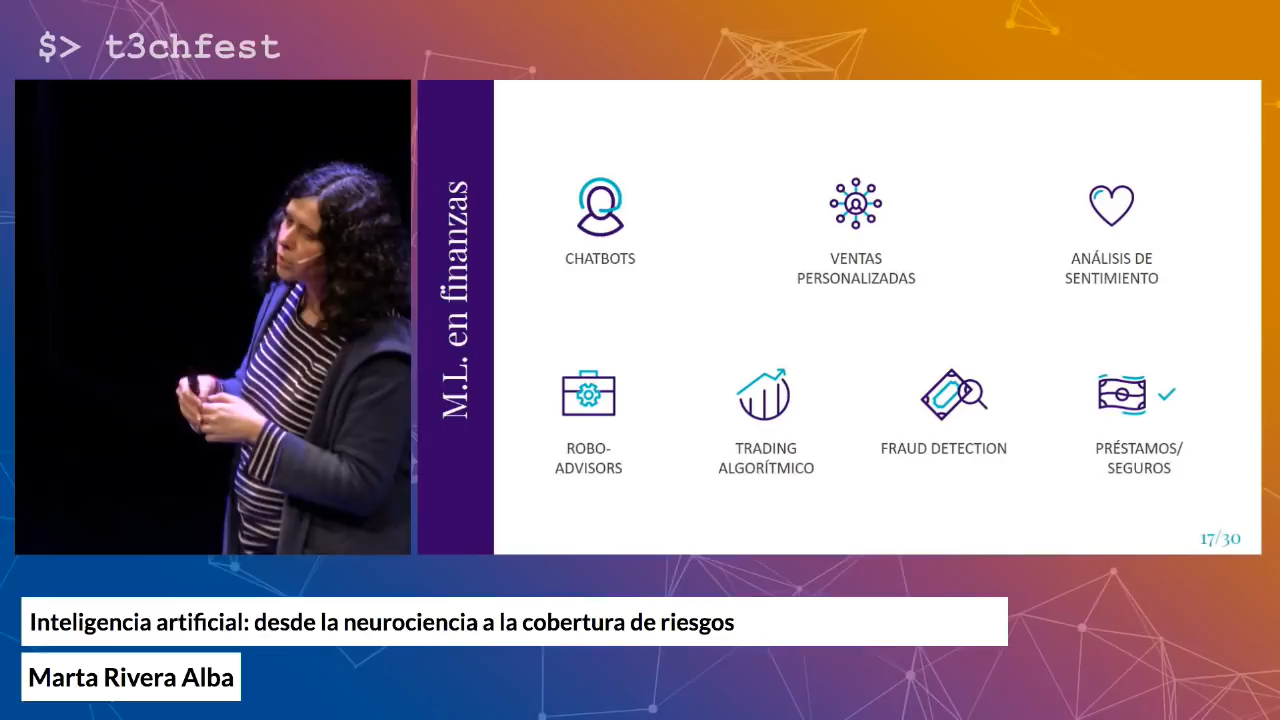 $> t3chfest
M.L. en finanzas
CHATBOTS
VENTAS
PERSONALIZADAS
ANÁLISIS DE
SENTIMIENTO
ROBO-
ADVISORS
TRADING
ALGORÍTMICO
FRAUD DETECTION
PRÉSTAMOS/
SEGUROS
17/30
Inteligencia artificial: desde la neurociencia a la cobertura de riesgos
Marta Rivera Alba